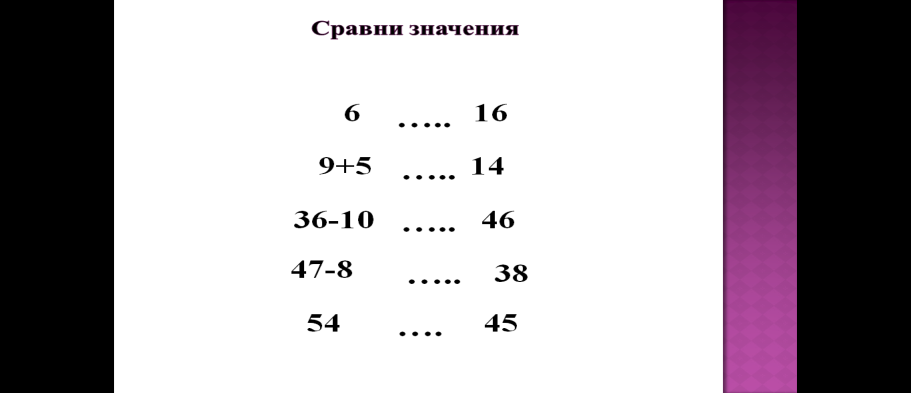 Сравни значения
6 ….. 16
9+5 ….. 14
36-10 ….. 46
47-8 ….. 38
54 …. 45